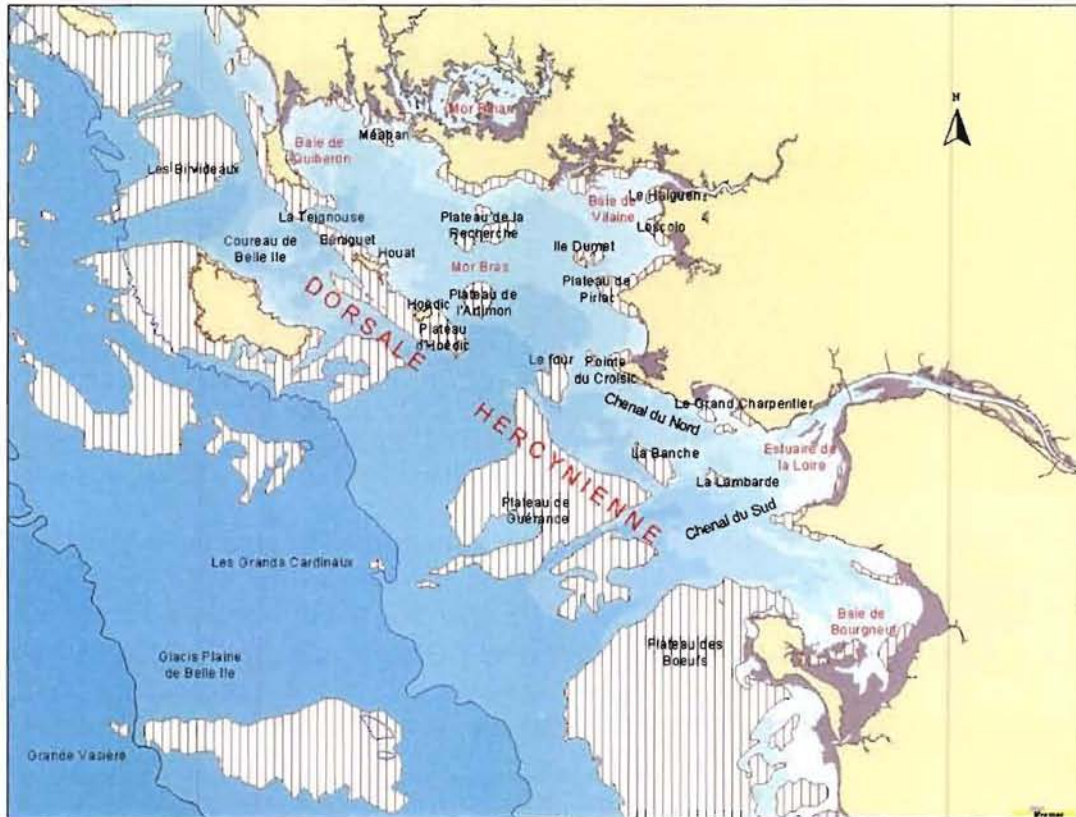 N
Mor Bihan
Méaban
Baie de
Quiberon
Les Birvideaux
Le Halguen
Baie de
Vilaine
Loscolo
La Teignouse
Plateau de la
Recherche
Béniguet
Coureau de
Belle Ile
Houat
Ile Dumet
Mor Bras
Plateau de
Piriac
DORSALE
Hoëdic
Plateau de
l'Artimon
Plateau
d'Hoëdic
Le four
Pointe
du Croisic
Le Grand Charpentier
Chenal du Nord
HERCYNIENNE
La Banche
Estuaire de
la Loire
La Lambarde
Plateau de
Guérance
Chenal du Sud
Les Grands Cardinaux
Baie de
Bourgneuf
Plateau des
Boeufs
Glacis Plaine
de Belle Ile
Grande Vasière